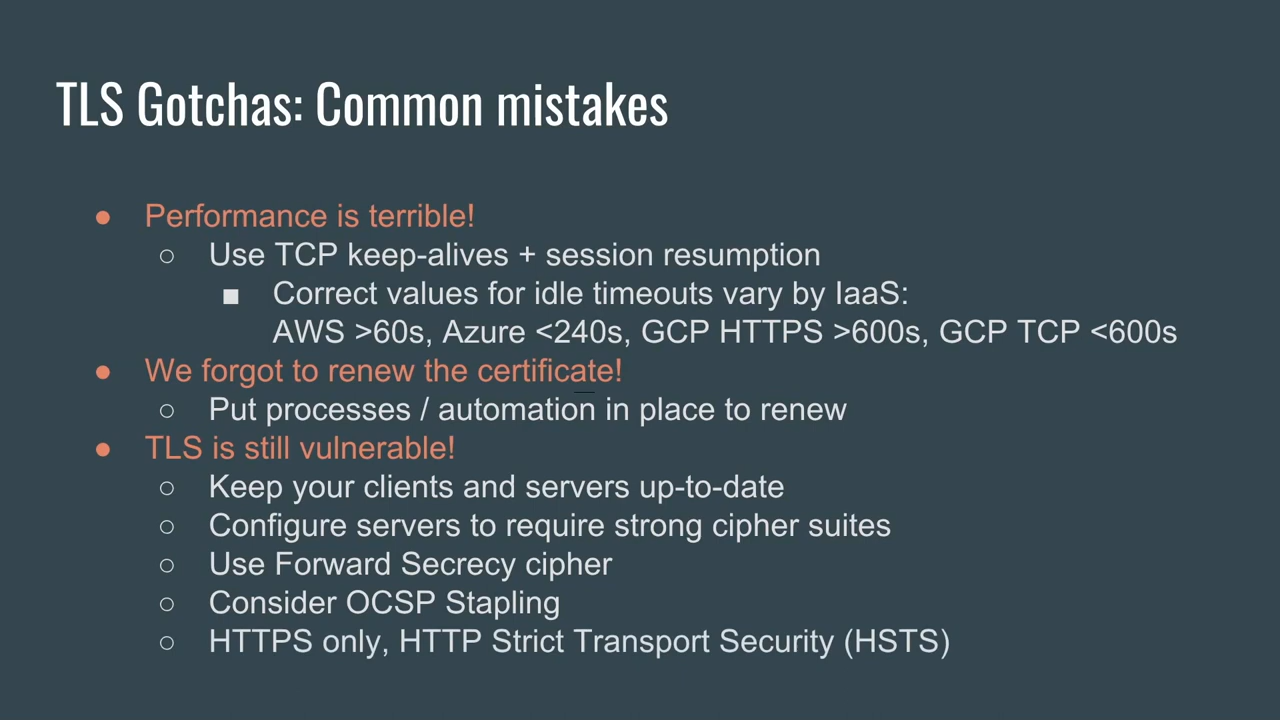 TLS Gotchas: Common mistakes
● Performance is terrible!
○ Use TCP keep-alives + session resumption
■ Correct values for idle timeouts vary by IaaS:
AWS >60s, Azure <240s, GCP HTTPS >600s, GCP TCP <600s
● We forgot to renew the certificate!
○ Put processes / automation in place to renew
● TLS is still vulnerable!
○ Keep your clients and servers up-to-date
○ Configure servers to require strong cipher suites
○ Use Forward Secrecy cipher
○ Consider OCSP Stapling
○ HTTPS only, HTTP Strict Transport Security (HSTS)